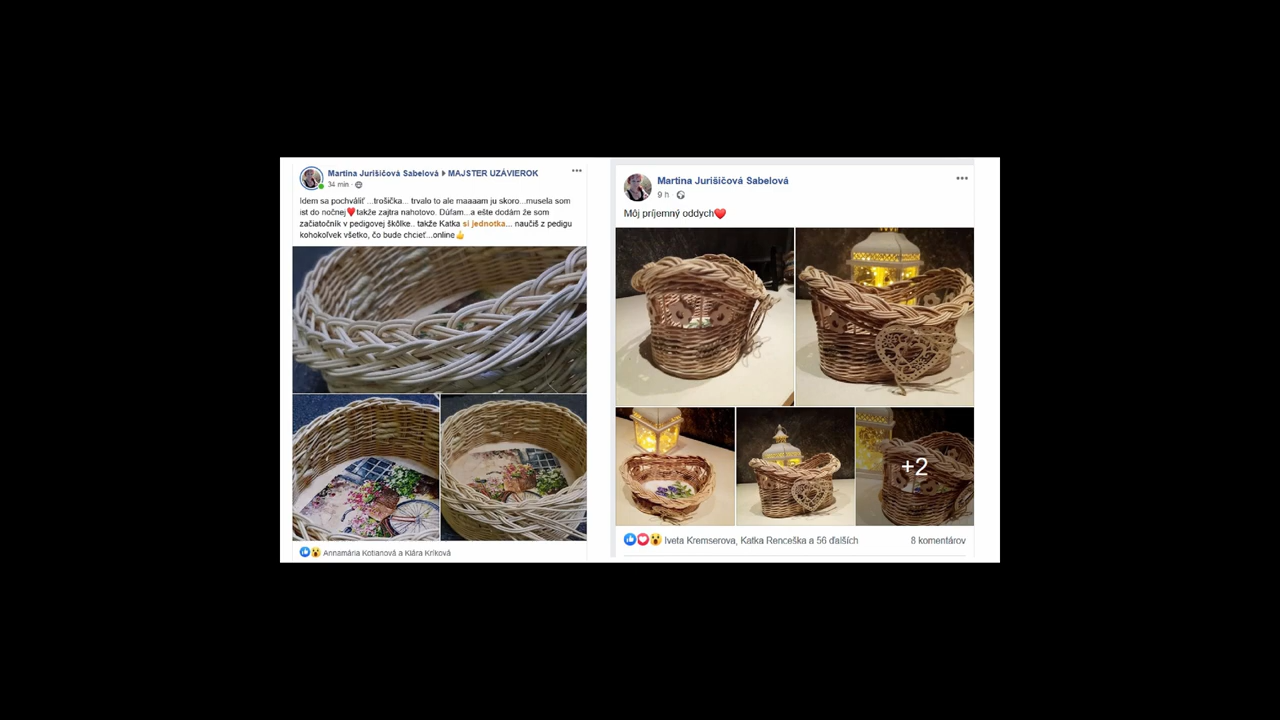 Martina Jurišičová Sabelová ▸ MAJSTER UZÁVIEROK
34 min ·
Idem sa pochváliť ...trošička... trvalo to ale maaaam ju skoro...musela som
ist do nočnej❤️takže zajtra nahotovo. Dúfam...a ešte dodám že som
začiatočník v pedigovej škôlke.. takže Katka si jednotka... naučiš z pedigu
kohokoľvek všetko, čo bude chcieť...online👍
Annamária Kotianová a Klára Kriková
Martina Jurišičová Sabelová
9 h ·
Môj príjemný oddych❤️
+2
Iveta Kremserova, Katka Renceška a 56 ďalších
8 komentárov